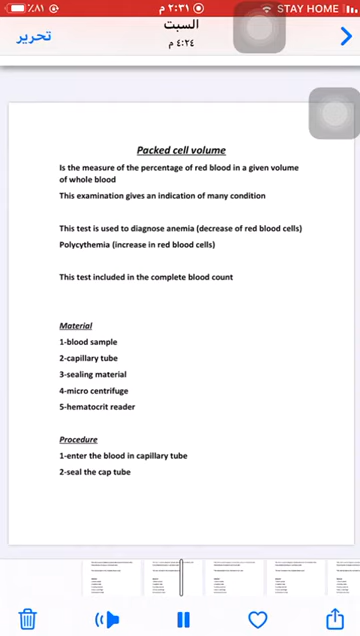 ٪٨١
٢:٣١ م
STAY HOME
السبت
٤:٢٤ م
تحرير
Packed cell volume
Is the measure of the percentage of red blood in a given volume
of whole blood
This examination gives an indication of many condition
This test is used to diagnose anemia (decrease of red blood cells)
Polycythemia (increase in red blood cells)
This test included in the complete blood count
Material
1-blood sample
2-capillary tube
3-sealing material
4-micro centrifuge
5-hematocrit reader
Procedure
1-enter the blood in capillary tube
2-seal the cap tube